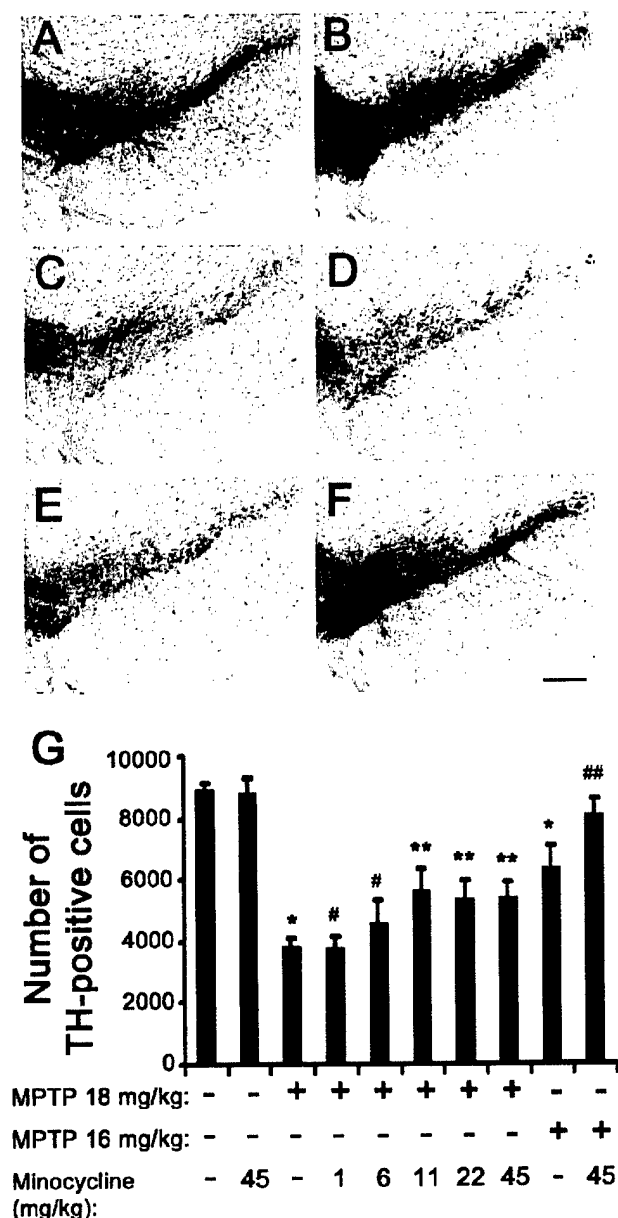 A B
C D
E F
G
Number of
TH-positive cells
10000
8000
6000
4000
2000
0
* # # ** ** ** * ##
MPTP 18 mg/kg: - - + + + + + + - -
MPTP 16 mg/kg: - - - - - - - - + +
Minocycline - 45 - 1 6 11 22 45 - 45
(mg/kg):